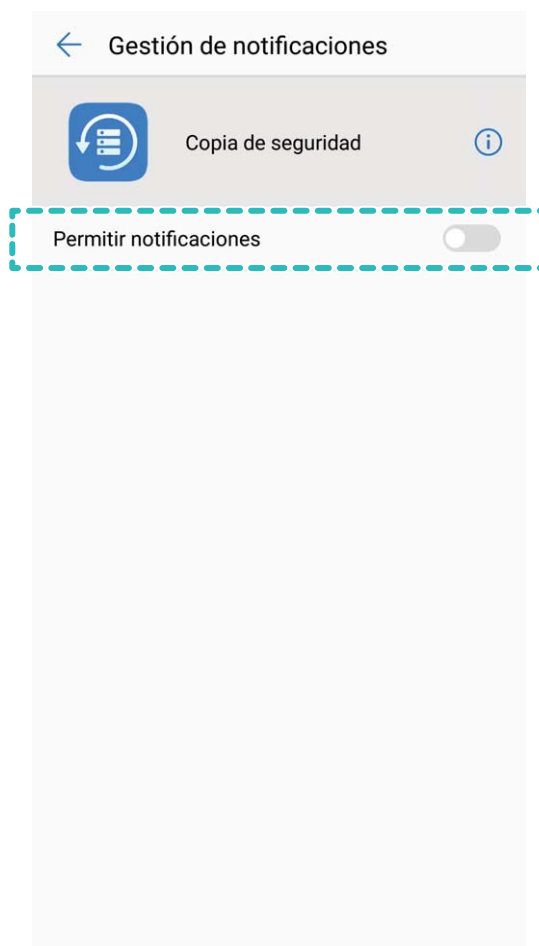 Gestión de notificaciones
Copia de seguridad
Permitir notificaciones